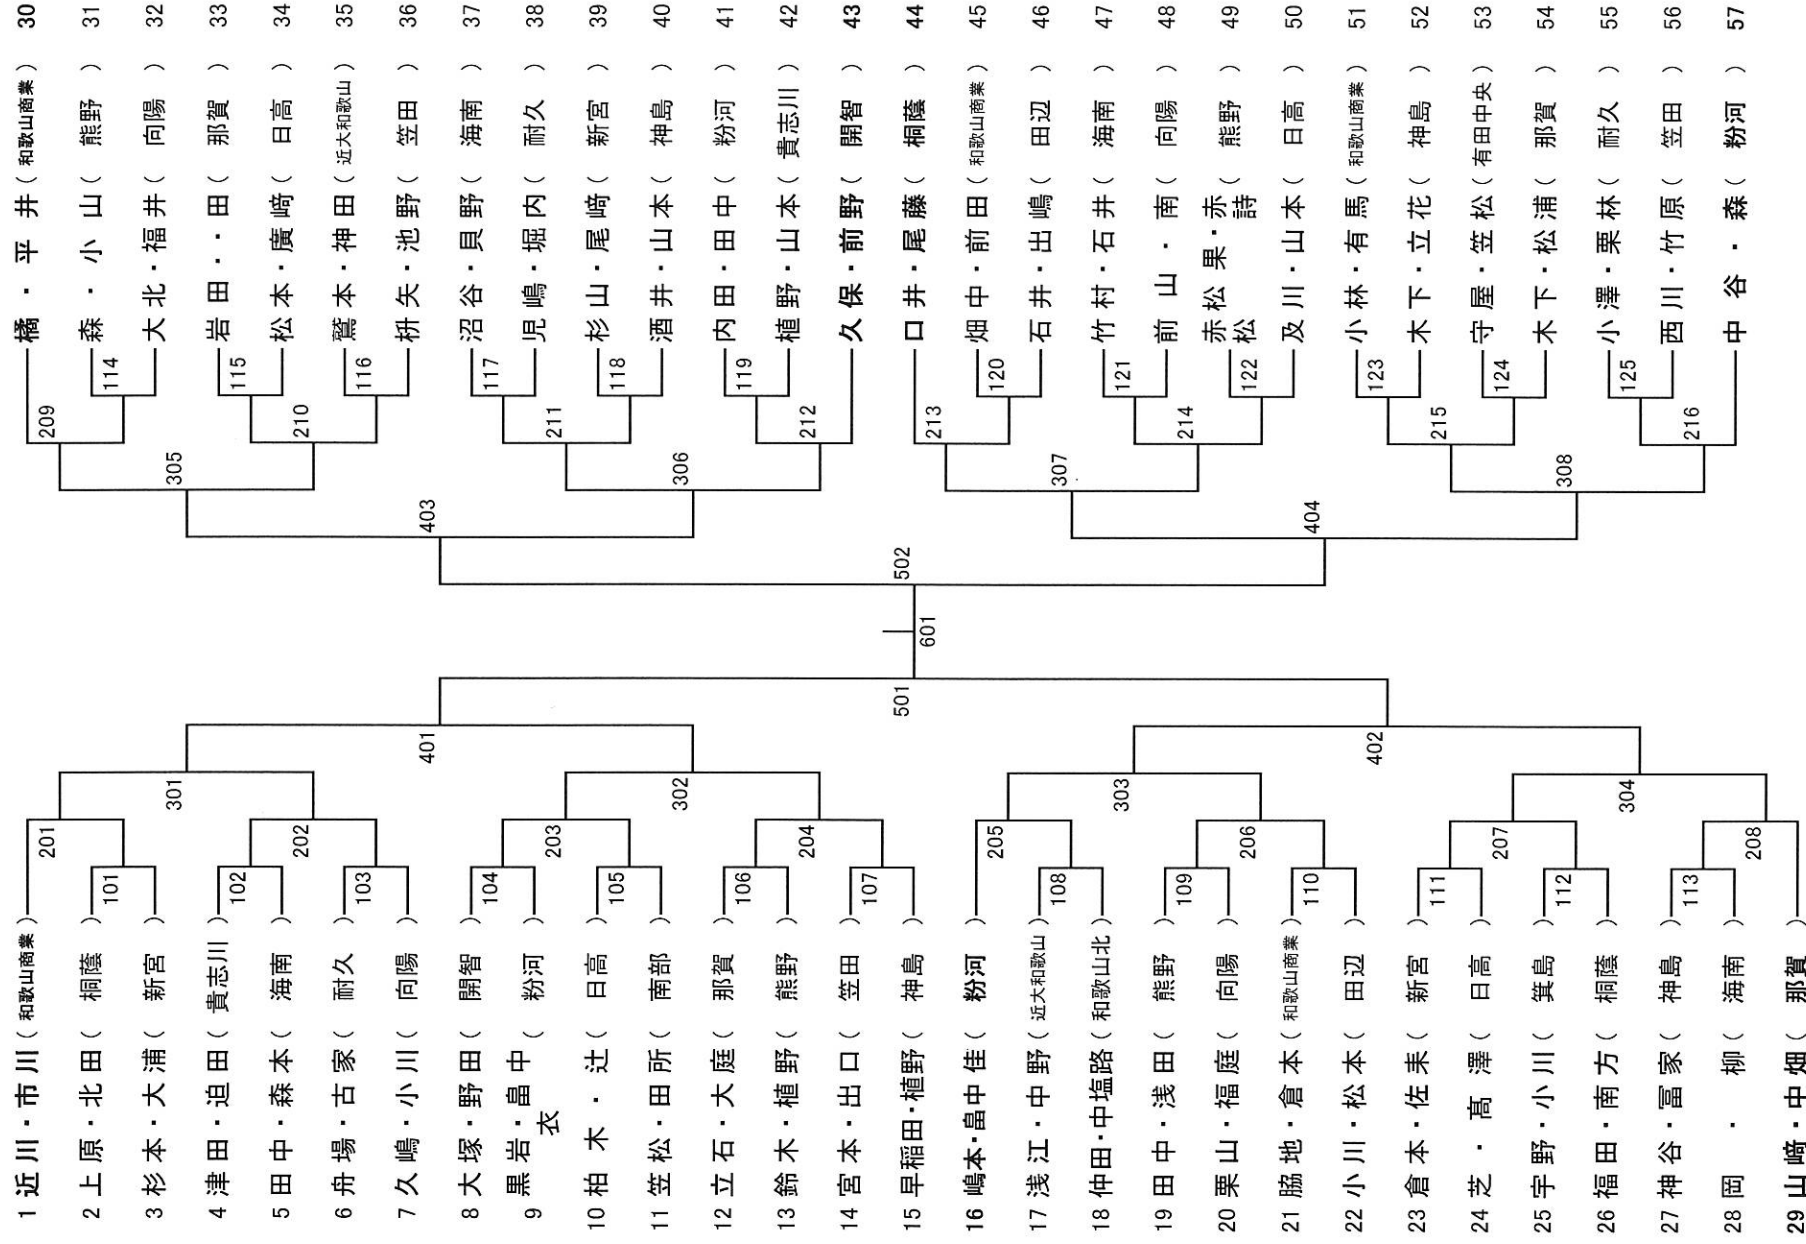 1 近川・市川 ( 和歌山商業 )
2 上原・北田 ( 桐蔭 )
3 杉本・大浦 ( 新宮 )
4 津田・迫田 ( 貴志川 )
5 田中・森本 ( 海南 )
6 舟場・古家 ( 耐久 )
7 久嶋・小川 ( 向陽 )
8 大塚・野田 ( 開智 )
9 黒岩・畠中衣 ( 粉河 )
10 柏木・辻 ( 日高 )
11 笠松・田所 ( 南部 )
12 立石・大庭 ( 那賀 )
13 鈴木・植野 ( 熊野 )
14 宮本・出口 ( 笠田 )
15 早稲田・植野 ( 神島 )
16 嶋本・畠中佳 ( 粉河 )
17 浅江・中野 ( 近大和歌山 )
18 仲田・中塩路 ( 和歌山北 )
19 田中・浅田 ( 熊野 )
20 栗山・福庭 ( 向陽 )
21 脇地・倉本 ( 和歌山商業 )
22 小川・松本 ( 田辺 )
23 倉本・佐耒 ( 新宮 )
24 芝・髙澤 ( 日高 )
25 宇野・小川 ( 箕島 )
26 福田・南方 ( 桐蔭 )
27 神谷・冨家 ( 神島 )
28 岡・柳 ( 海南 )
29 山﨑・中畑 ( 那賀 )
101
102
103
104
105
106
107
108
109
110
111
112
113
201
202
203
204
205
206
207
208
301
302
303
304
401
402
501
601
502
403
404
305
306
307
308
209
210
211
212
213
214
215
216
114
115
116
117
118
119
120
121
122
123
124
125
橘・平井 ( 和歌山商業 ) 30
森・小山 ( 熊野 ) 31
大北・福井 ( 向陽 ) 32
岩田・田 ( 那賀 ) 33
松本・廣﨑 ( 日高 ) 34
鷲本・神田 ( 近大和歌山 ) 35
枡矢・池野 ( 笠田 ) 36
沼谷・貝野 ( 海南 ) 37
児嶋・堀内 ( 耐久 ) 38
杉山・尾﨑 ( 新宮 ) 39
酒井・山本 ( 神島 ) 40
内田・田中 ( 粉河 ) 41
植野・山本 ( 貴志川 ) 42
久保・前野 ( 開智 ) 43
口井・尾藤 ( 桐蔭 ) 44
畑中・前田 ( 和歌山商業 ) 45
石井・出嶋 ( 田辺 ) 46
竹村・石井 ( 海南 ) 47
前山・南 ( 向陽 ) 48
赤松果・赤松詩 ( 熊野 ) 49
及川・山本 ( 日高 ) 50
小林・有馬 ( 和歌山商業 ) 51
木下・立花 ( 神島 ) 52
守屋・笠松 ( 有田中央 ) 53
木下・松浦 ( 那賀 ) 54
小澤・栗林 ( 耐久 ) 55
西川・竹原 ( 笠田 ) 56
中谷・森 ( 粉河 ) 57